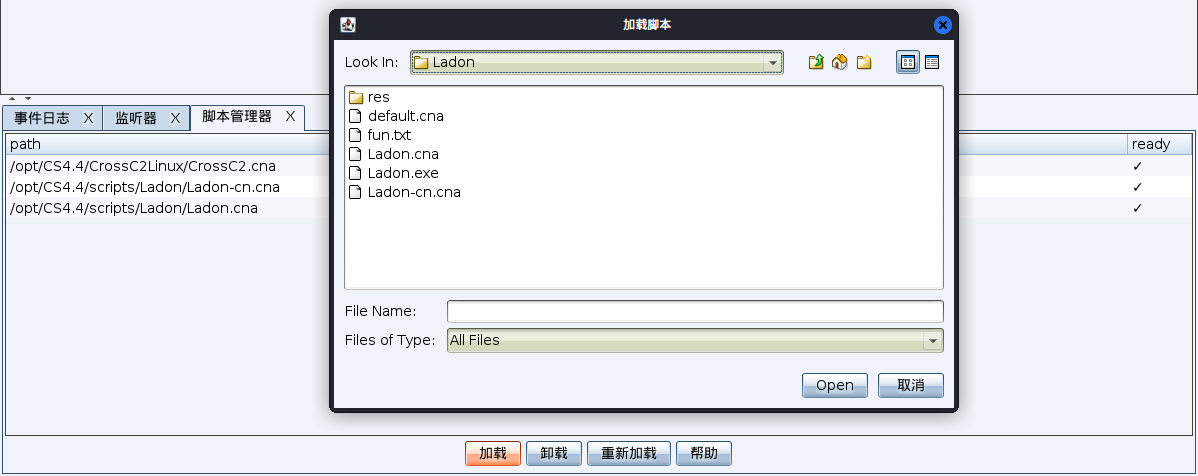 加载脚本
Look In: Ladon
res
default.cna
fun.txt
Ladon.cna
Ladon.exe
Ladon-cn.cna
File Name:
Files of Type: All Files
Open 取消
事件日志 X 监听器 X 脚本管理器 X
path ready
/opt/CS4.4/CrossC2Linux/CrossC2.cna ✓
/opt/CS4.4/scripts/Ladon/Ladon-cn.cna ✓
/opt/CS4.4/scripts/Ladon/Ladon.cna ✓
加载 卸载 重新加载 帮助